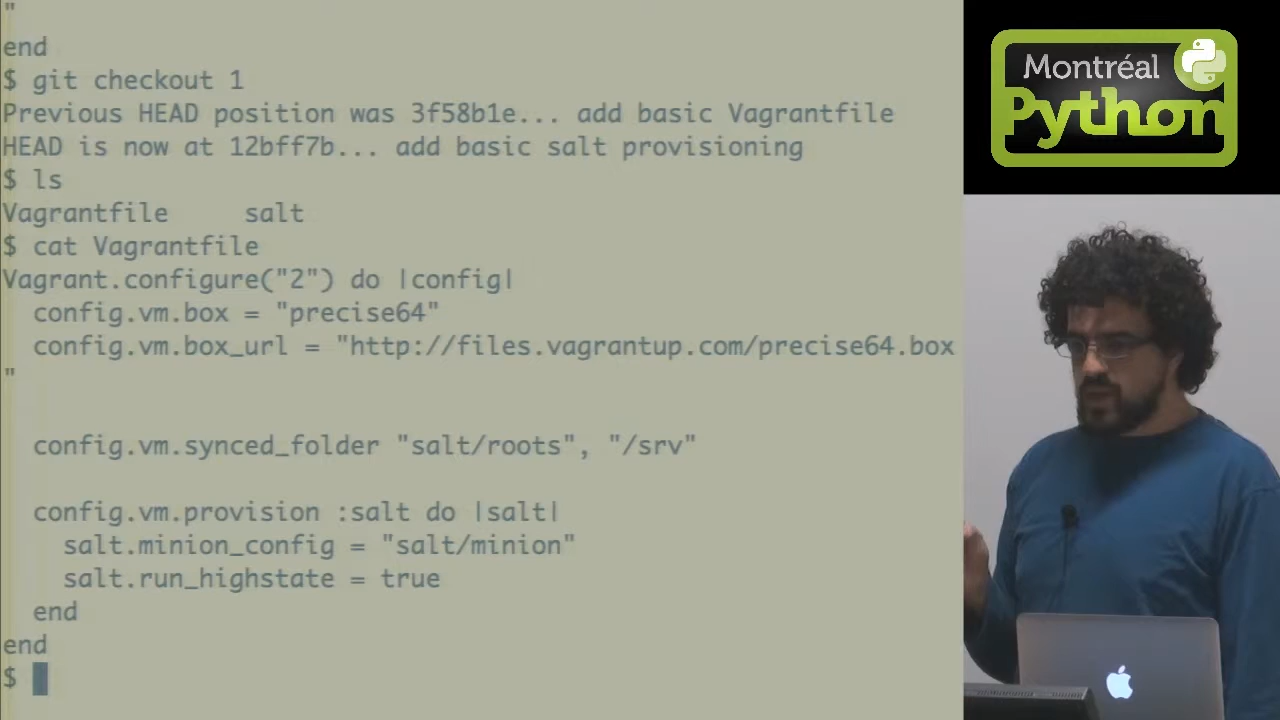 "
end
$ git checkout 1
Previous HEAD position was 3f58b1e... add basic Vagrantfile
HEAD is now at 12bff7b... add basic salt provisioning
$ ls
Vagrantfile     salt
$ cat Vagrantfile
Vagrant.configure("2") do |config|
  config.vm.box = "precise64"
  config.vm.box_url = "http://files.vagrantup.com/precise64.box
"

  config.vm.synced_folder "salt/roots", "/srv"

  config.vm.provision :salt do |salt|
    salt.minion_config = "salt/minion"
    salt.run_highstate = true
  end
end
$
Montréal
Python